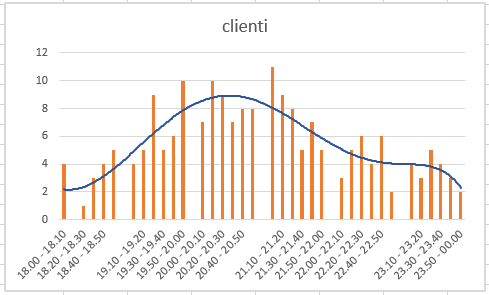 clienti
12
10
8
6
4
2
0
18.00 - 18.10
18.20 - 18.30
18.40 - 18.50
19.10 - 19.20
19.30 - 19.40
19.50 - 20.00
20.00 - 20.10
20.20 - 20.30
20.40 - 20.50
21.10 - 21.20
21.30 - 21.40
21.50 - 22.00
22.00 - 22.10
22.20 - 22.30
22.40 - 22.50
23.10 - 23.20
23.30 - 23.40
23.50 - 00.00